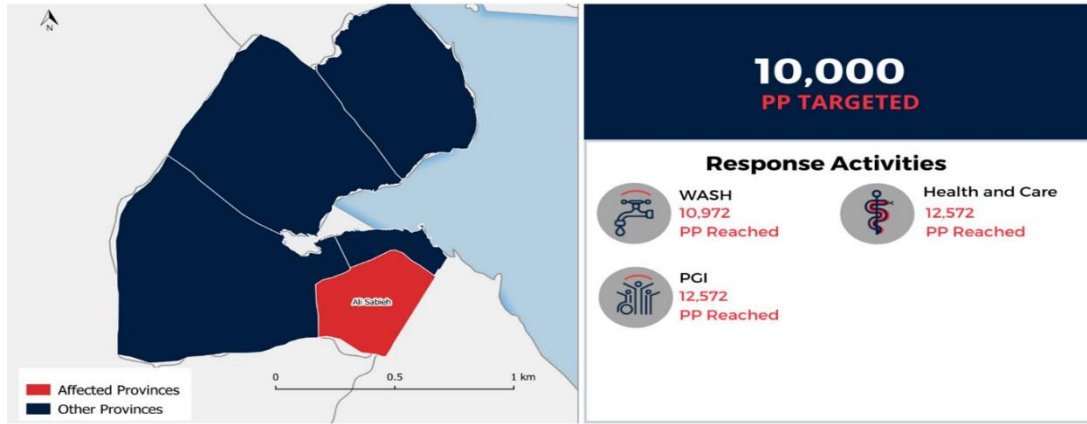 N
Ali Sabieh
Affected Provinces
Other Provinces
0 0.5 1 km
10,000
PP TARGETED
Response Activities
WASH
10,972
PP Reached
Health and Care
12,572
PP Reached
PGI
12,572
PP Reached